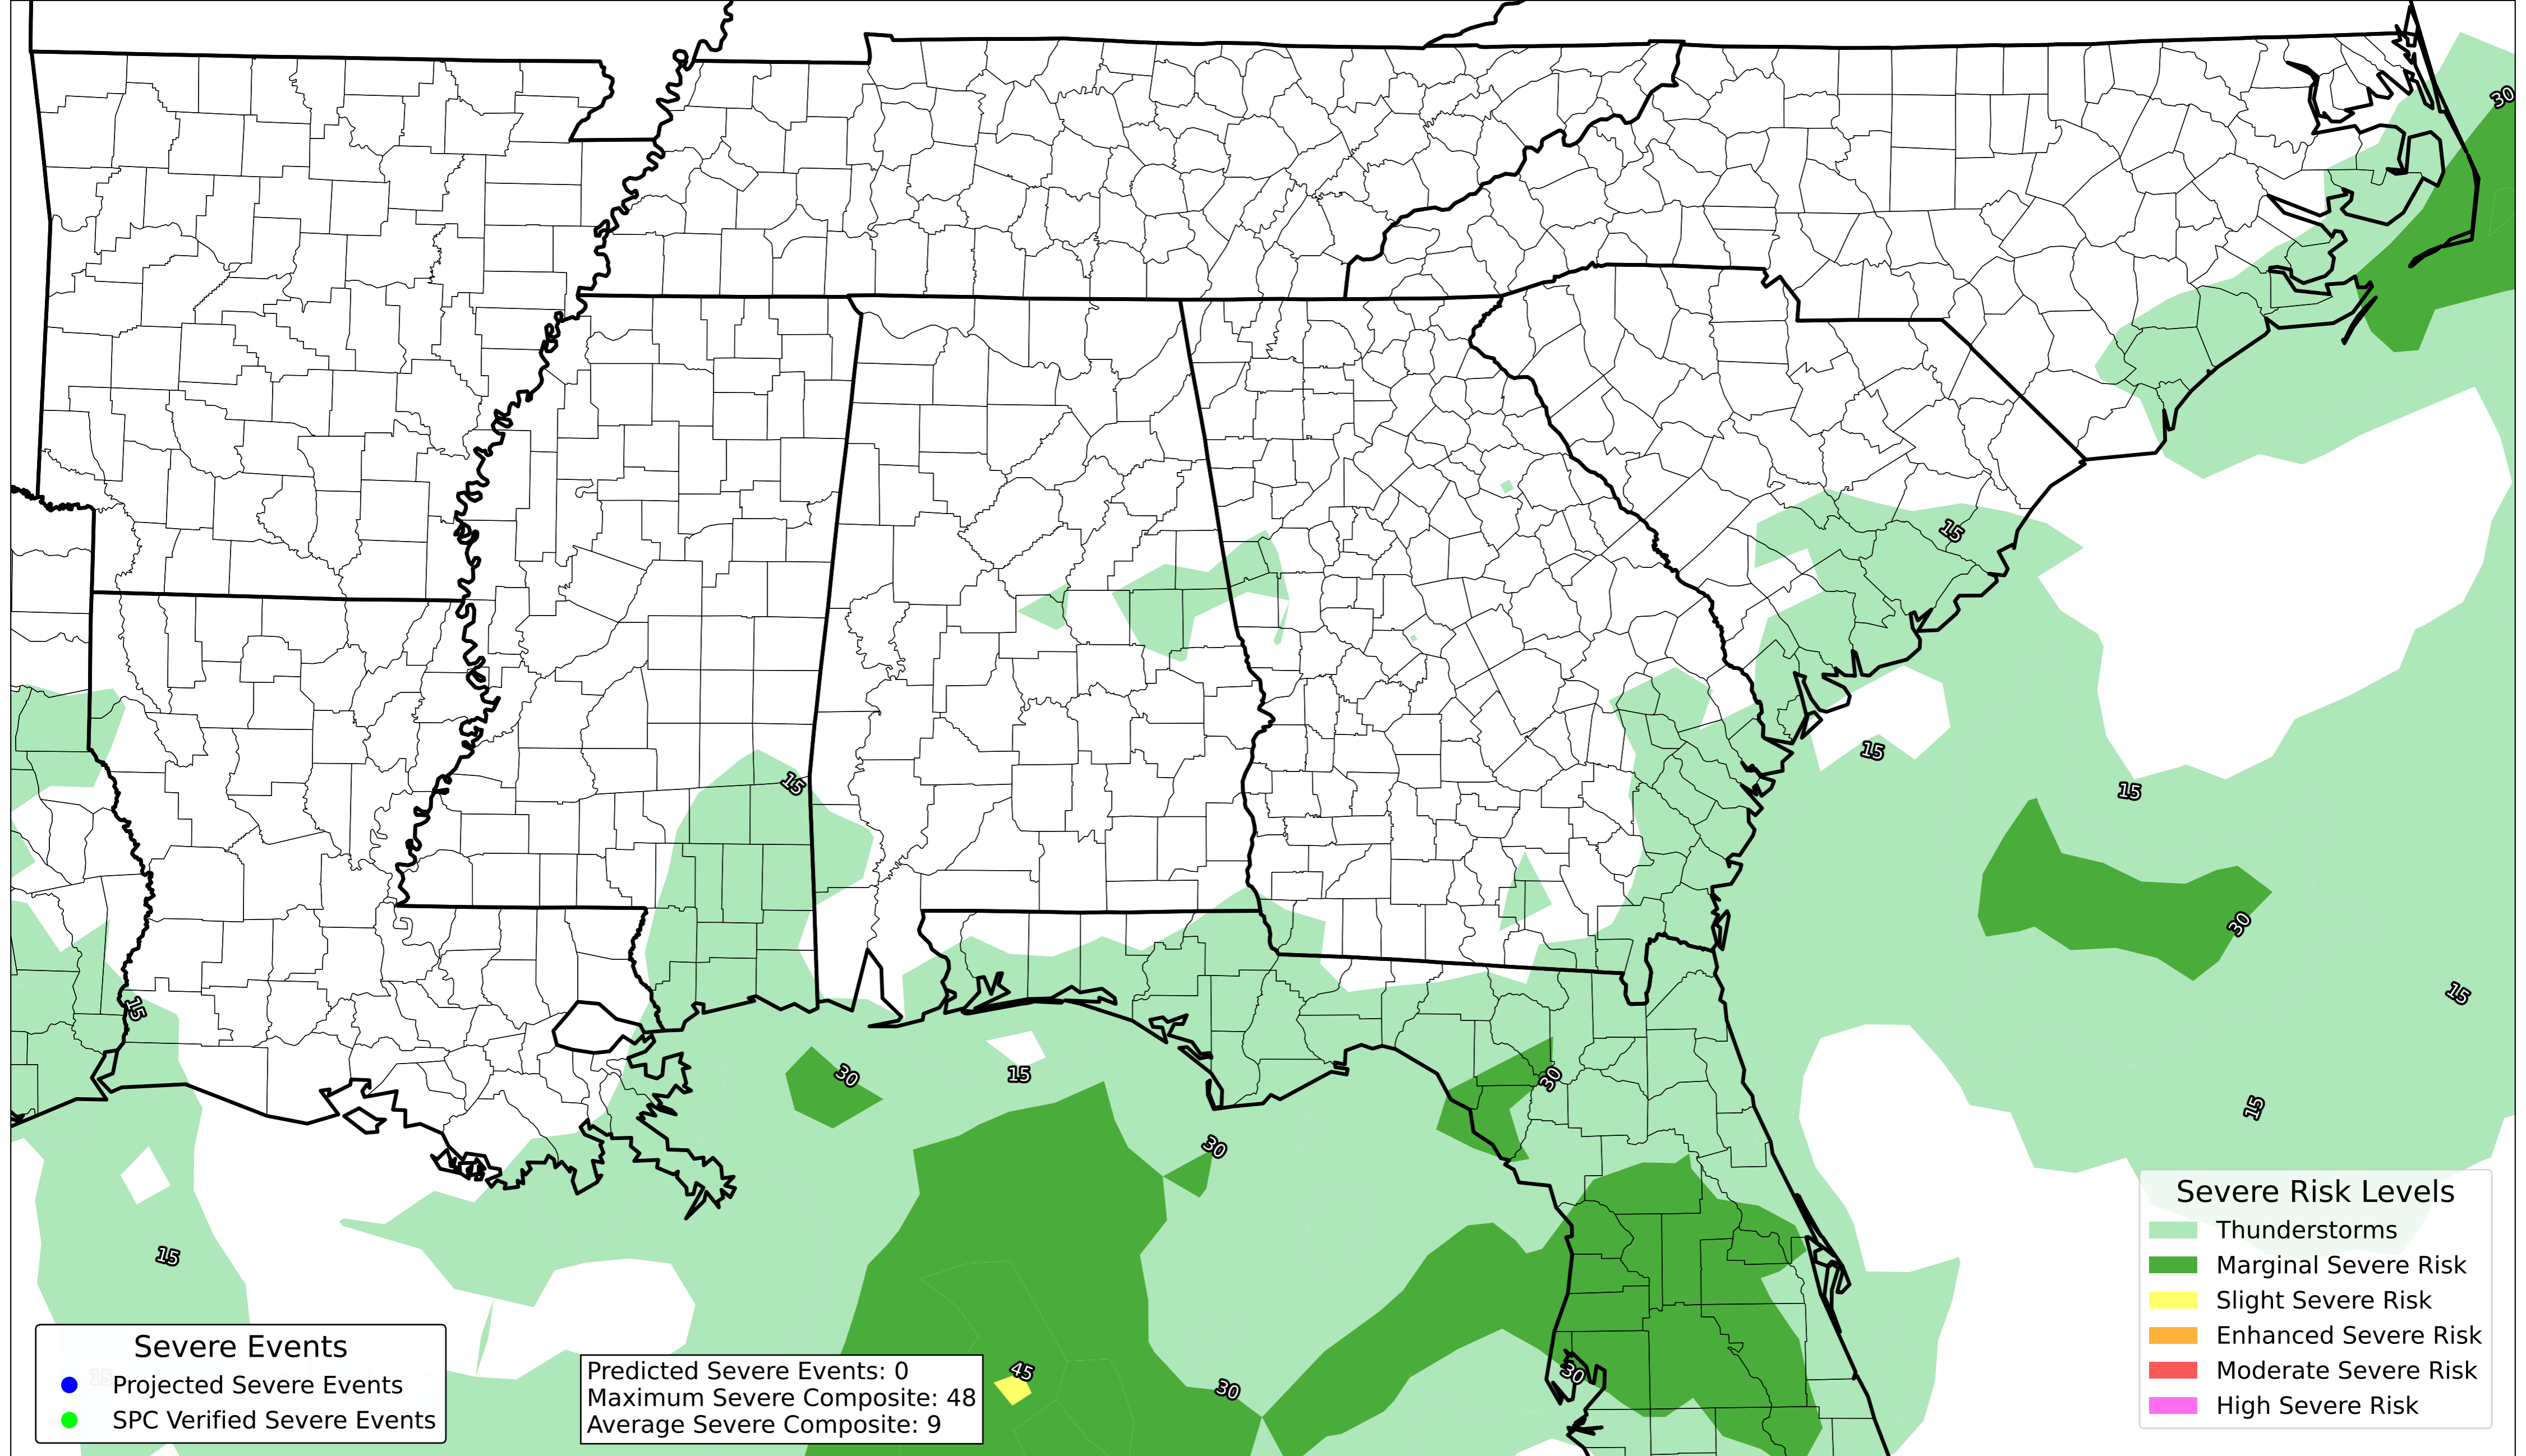 30
15
15
15
15
30
15
15
30
15
30
15
30
15
45
30
30
15
Severe Events
Projected Severe Events
SPC Verified Severe Events
Predicted Severe Events: 0
Maximum Severe Composite: 48
Average Severe Composite: 9
Severe Risk Levels
Thunderstorms
Marginal Severe Risk
Slight Severe Risk
Enhanced Severe Risk
Moderate Severe Risk
High Severe Risk